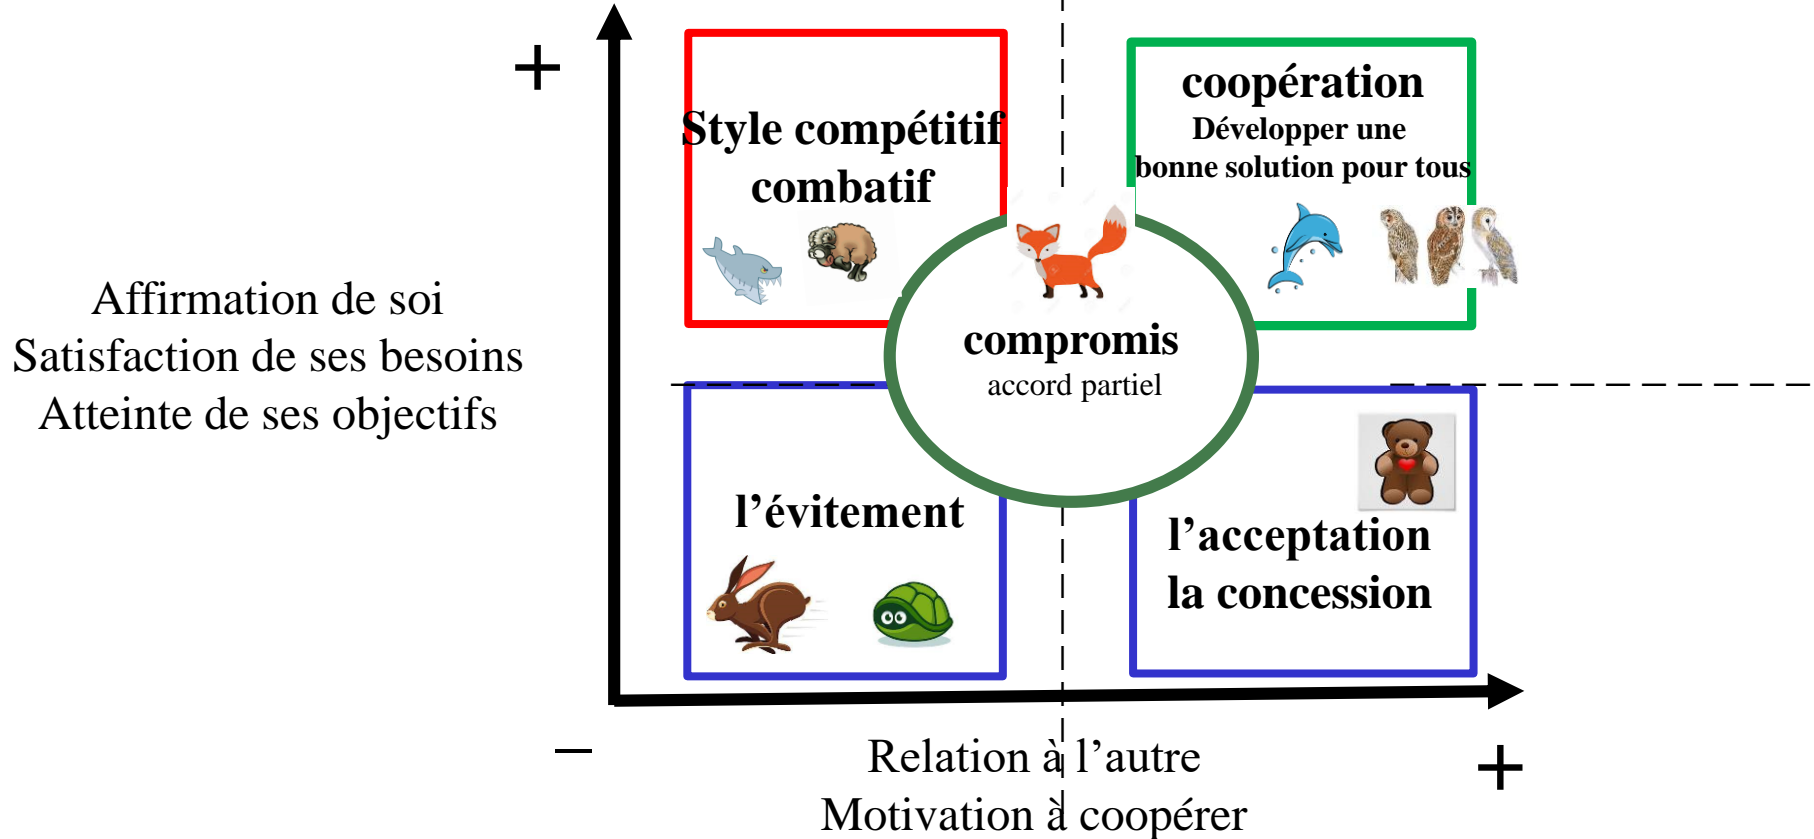 +
Style compétitif
combatif
coopération
Développer une
bonne solution pour tous
Affirmation de soi
Satisfaction de ses besoins
Atteinte de ses objectifs
compromis
accord partiel
l’évitement
l’acceptation
la concession
–
Relation à l’autre
Motivation à coopérer
+